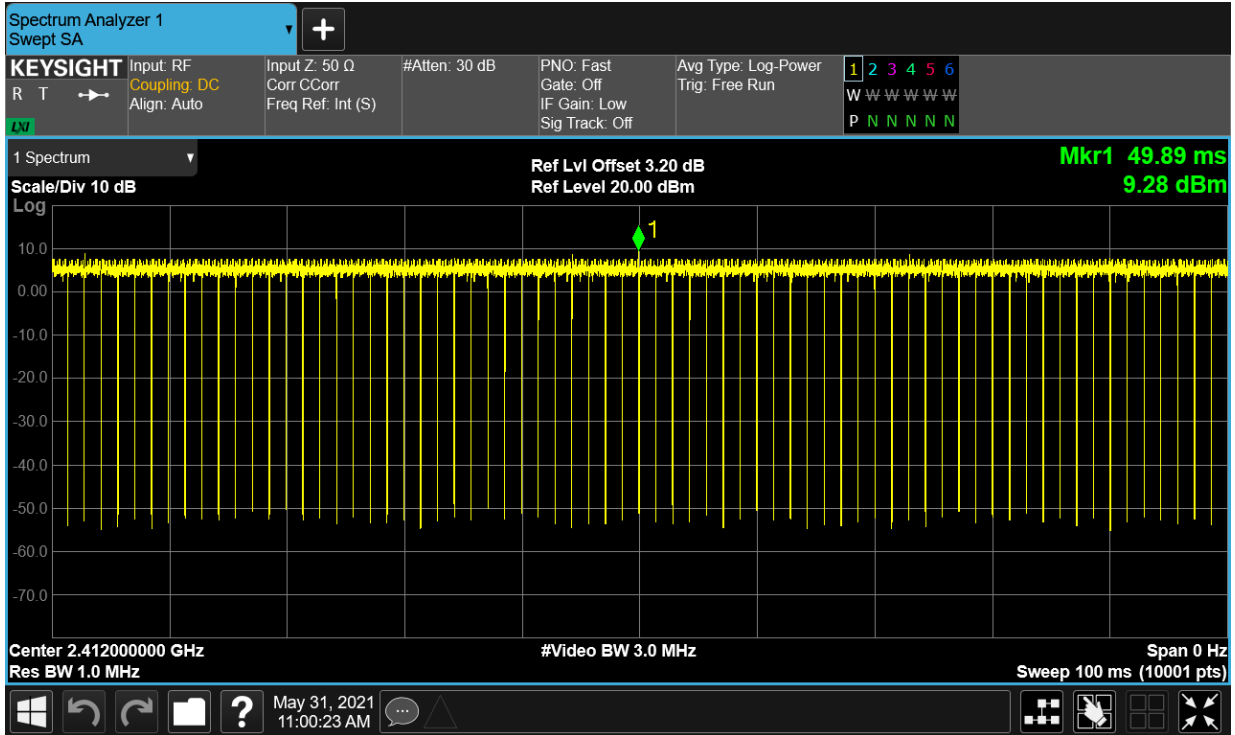 Spectrum Analyzer 1
Swept SA
▼
+
KEYSIGHT
R T
LXI
Input: RF
Coupling: DC
Align: Auto
Input Z: 50 Ω
Corr CCorr
Freq Ref: Int (S)
#Atten: 30 dB
PNO: Fast
Gate: Off
IF Gain: Low
Sig Track: Off
Avg Type: Log-Power
Trig: Free Run
1 2 3 4 5 6
W W W W W W
P N N N N N
1 Spectrum ▼
Scale/Div 10 dB
Log
Ref Lvl Offset 3.20 dB
Ref Level 20.00 dBm
Mkr1 49.89 ms
9.28 dBm
1
10.0
0.00
-10.0
-20.0
-30.0
-40.0
-50.0
-60.0
-70.0
Center 2.412000000 GHz
Res BW 1.0 MHz
#Video BW 3.0 MHz
Span 0 Hz
Sweep 100 ms (10001 pts)
?
May 31, 2021
11:00:23 AM